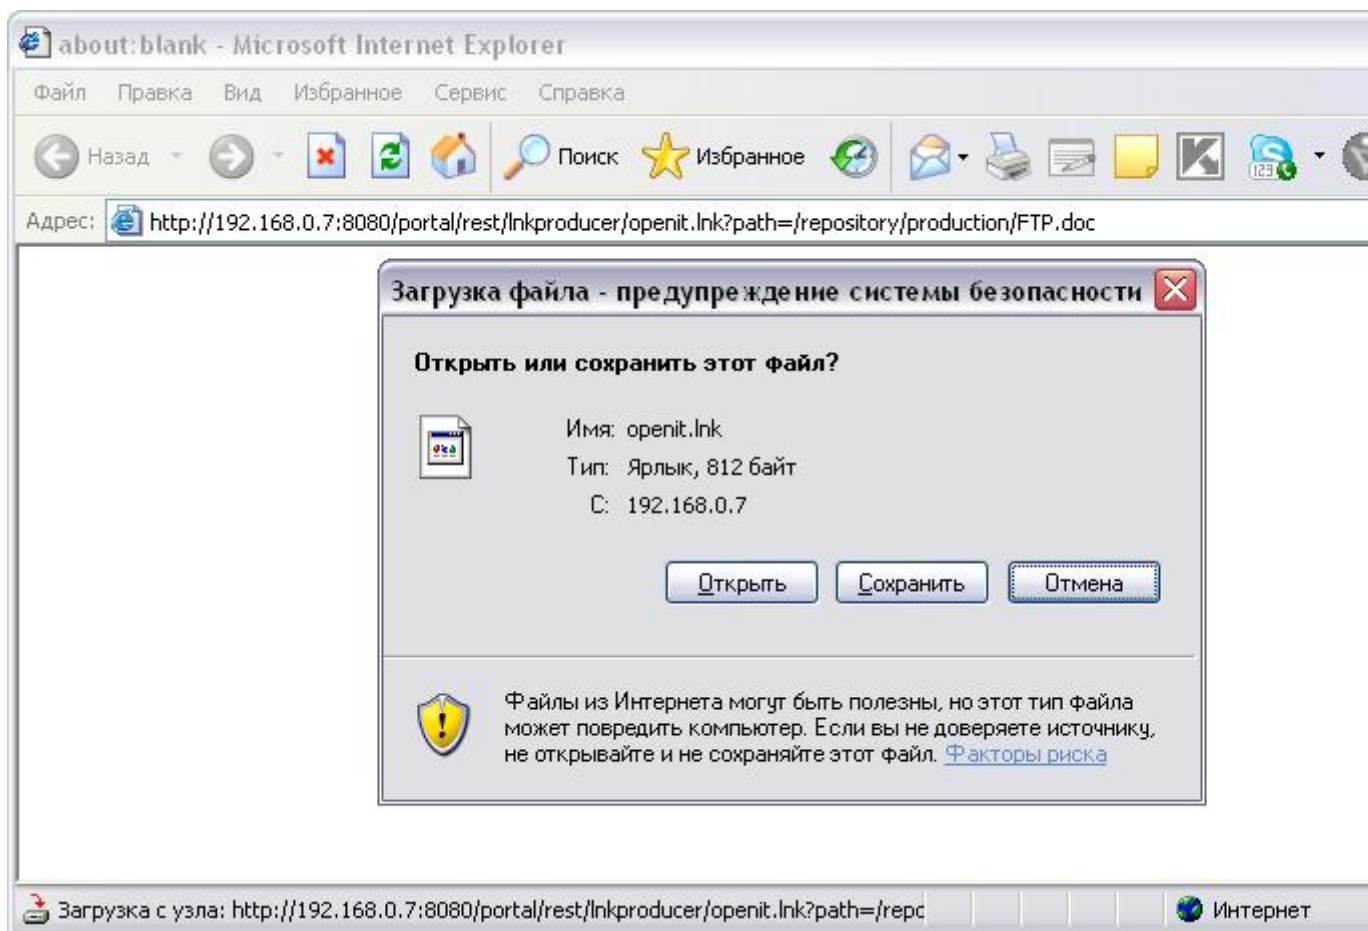 about:blank - Microsoft Internet Explorer
Файл Правка Вид Избранное Сервис Справка
Назад Поиск Избранное 123
Адрес: http://192.168.0.7:8080/portal/rest/lnkproducer/openit.lnk?path=/repository/production/FTP.doc
Загрузка файла - предупреждение системы безопасности
Открыть или сохранить этот файл?
Имя: openit.lnk
Тип: Ярлык, 812 байт
С: 192.168.0.7
Открыть Сохранить Отмена
Файлы из Интернета могут быть полезны, но этот тип файла
может повредить компьютер. Если вы не доверяете источнику,
не открывайте и не сохраняйте этот файл. Факторы риска
Загрузка с узла: http://192.168.0.7:8080/portal/rest/lnkproducer/openit.lnk?path=/repo Интернет